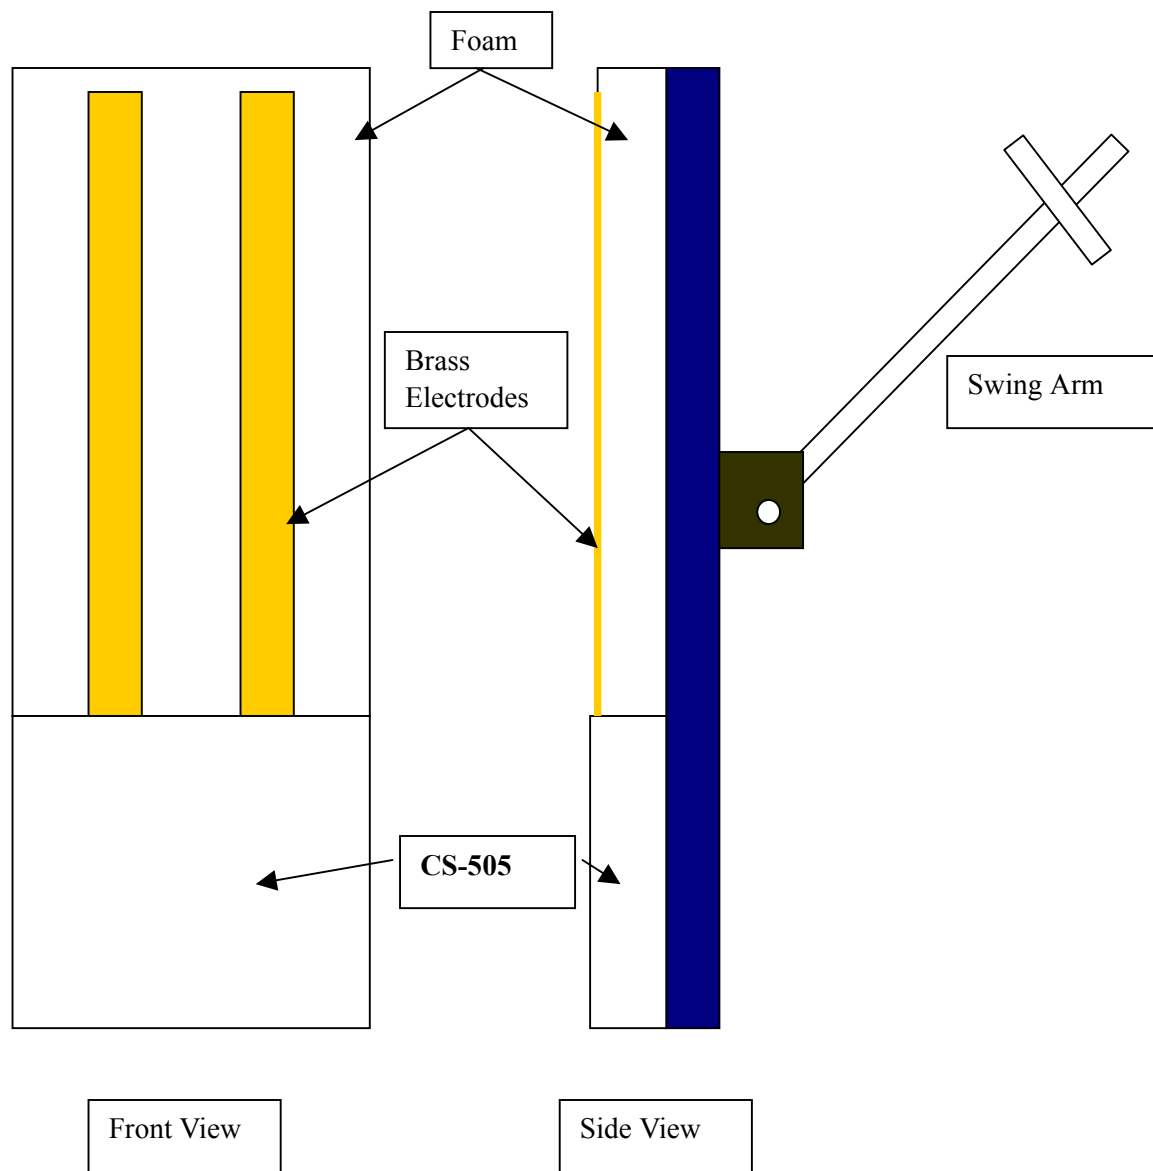 Foam
Brass
Electrodes
Swing Arm
CS-505
Front View
Side View